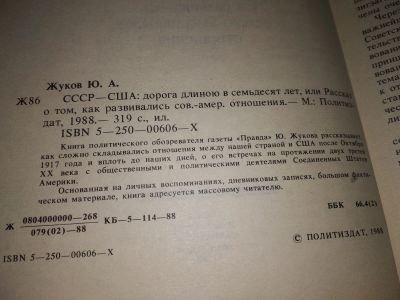 Жуков Ю. А.
Ж86 СССР—США: дорога длиною в семьдесят лет, или Рассказ
о том, как развивались сов.-амер. отношения.— М.: Политиз-
дат, 1988.— 319 с., ил.
ISBN 5—250—00606—X
Книга политического обозревателя газеты «Правда» Ю. Жукова рассказывает,
как сложно складывались отношения между нашей страной и США после Октября
1917 года и вплоть до наших дней, о его встречах на протяжении двух третей
XX века с общественными и политическими деятелями Соединенных Штатов
Америки.
Основанная на личных воспоминаниях, дневниковых записях, большом факти-
ческом материале, книга адресуется массовому читателю.
Ж 0804000000—268
079(02)—88 КБ—5—114—88
ББК 66.4(2)
ISBN 5—250—00606—X
© ПОЛИТИЗДАТ, 1988